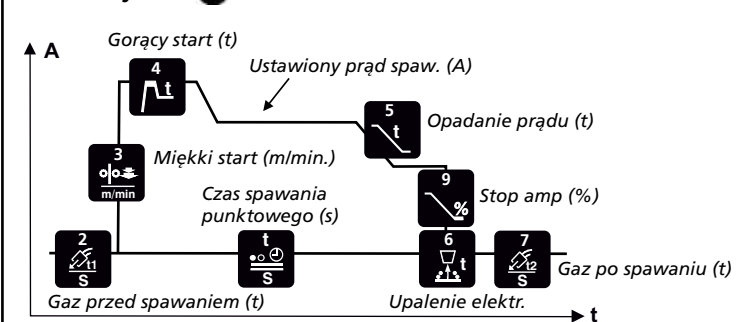 A
Gorący start (t)
4
t
Ustawiony prąd spaw. (A)
5
t
Opadanie prądu (t)
3
m/min
Miękki start (m/min.)
9
%
Stop amp (%)
Czas spawania
punktowego (s)
2
t1
S
t
S
6
t
7
t2
S
Gaz przed spawaniem (t)
Upalenie elektr.
Gaz po spawaniu (t)
t